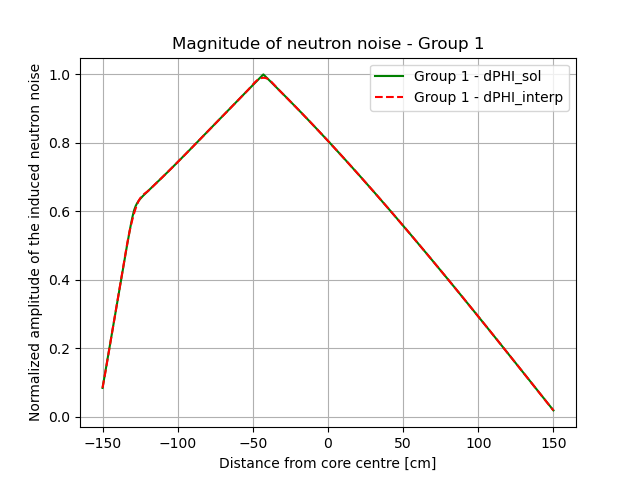 Magnitude of neutron noise - Group 1
Normalized amplitude of the induced neutron noise
1.0
0.8
0.6
0.4
0.2
0.0
Group 1 - dPHI_sol
Group 1 - dPHI_interp
−150
−100
−50
0
50
100
150
Distance from core centre [cm]